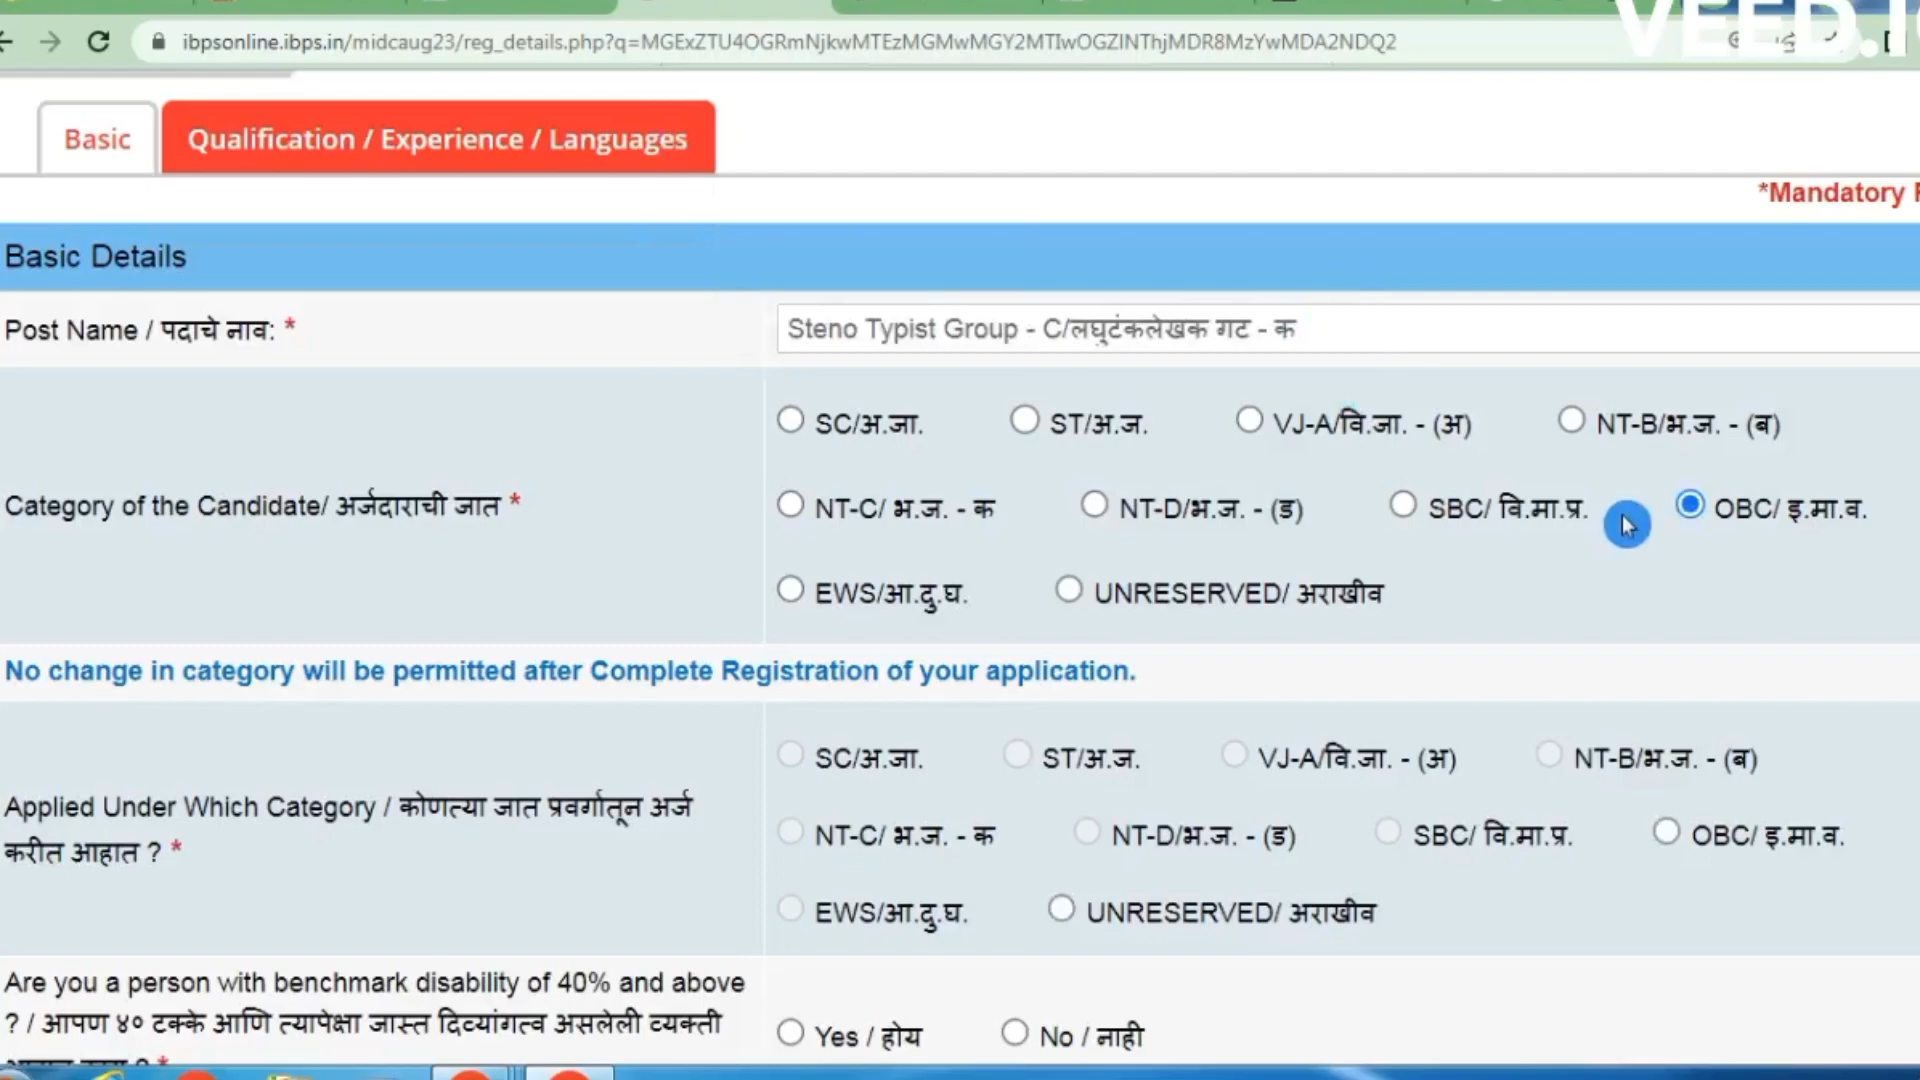 VEED.I
ibpsonline.ibps.in/midcaug23/reg_details.php?q=MGExZTU4OGRmNjkwMTEzMGMwMGY2MTIwOGZlNThjMDR8MzYwMDA2NDQ2
Basic
Qualification / Experience / Languages
*Mandatory F
Basic Details
Post Name / पदाचे नाव: *
Steno Typist Group - C/लघुटंकलेखक गट - क
SC/अ.जा. ST/अ.ज. VJ-A/वि.जा. - (अ) NT-B/भ.ज. - (ब)
Category of the Candidate/ अर्जदाराची जात *
NT-C/ भ.ज. - क NT-D/भ.ज. - (ड) SBC/ वि.मा.प्र. OBC/ इ.मा.व.
EWS/आ.दु.घ. UNRESERVED/ अराखीव
No change in category will be permitted after Complete Registration of your application.
SC/अ.जा. ST/अ.ज. VJ-A/वि.जा. - (अ) NT-B/भ.ज. - (ब)
Applied Under Which Category / कोणत्या जात प्रवर्गातून अर्ज
करीत आहात ? *
NT-C/ भ.ज. - क NT-D/भ.ज. - (ड) SBC/ वि.मा.प्र. OBC/ इ.मा.व.
EWS/आ.दु.घ. UNRESERVED/ अराखीव
Are you a person with benchmark disability of 40% and above
? / आपण ४० टक्के आणि त्यापेक्षा जास्त दिव्यांगत्व असलेली व्यक्ती
Yes / होय No / नाही